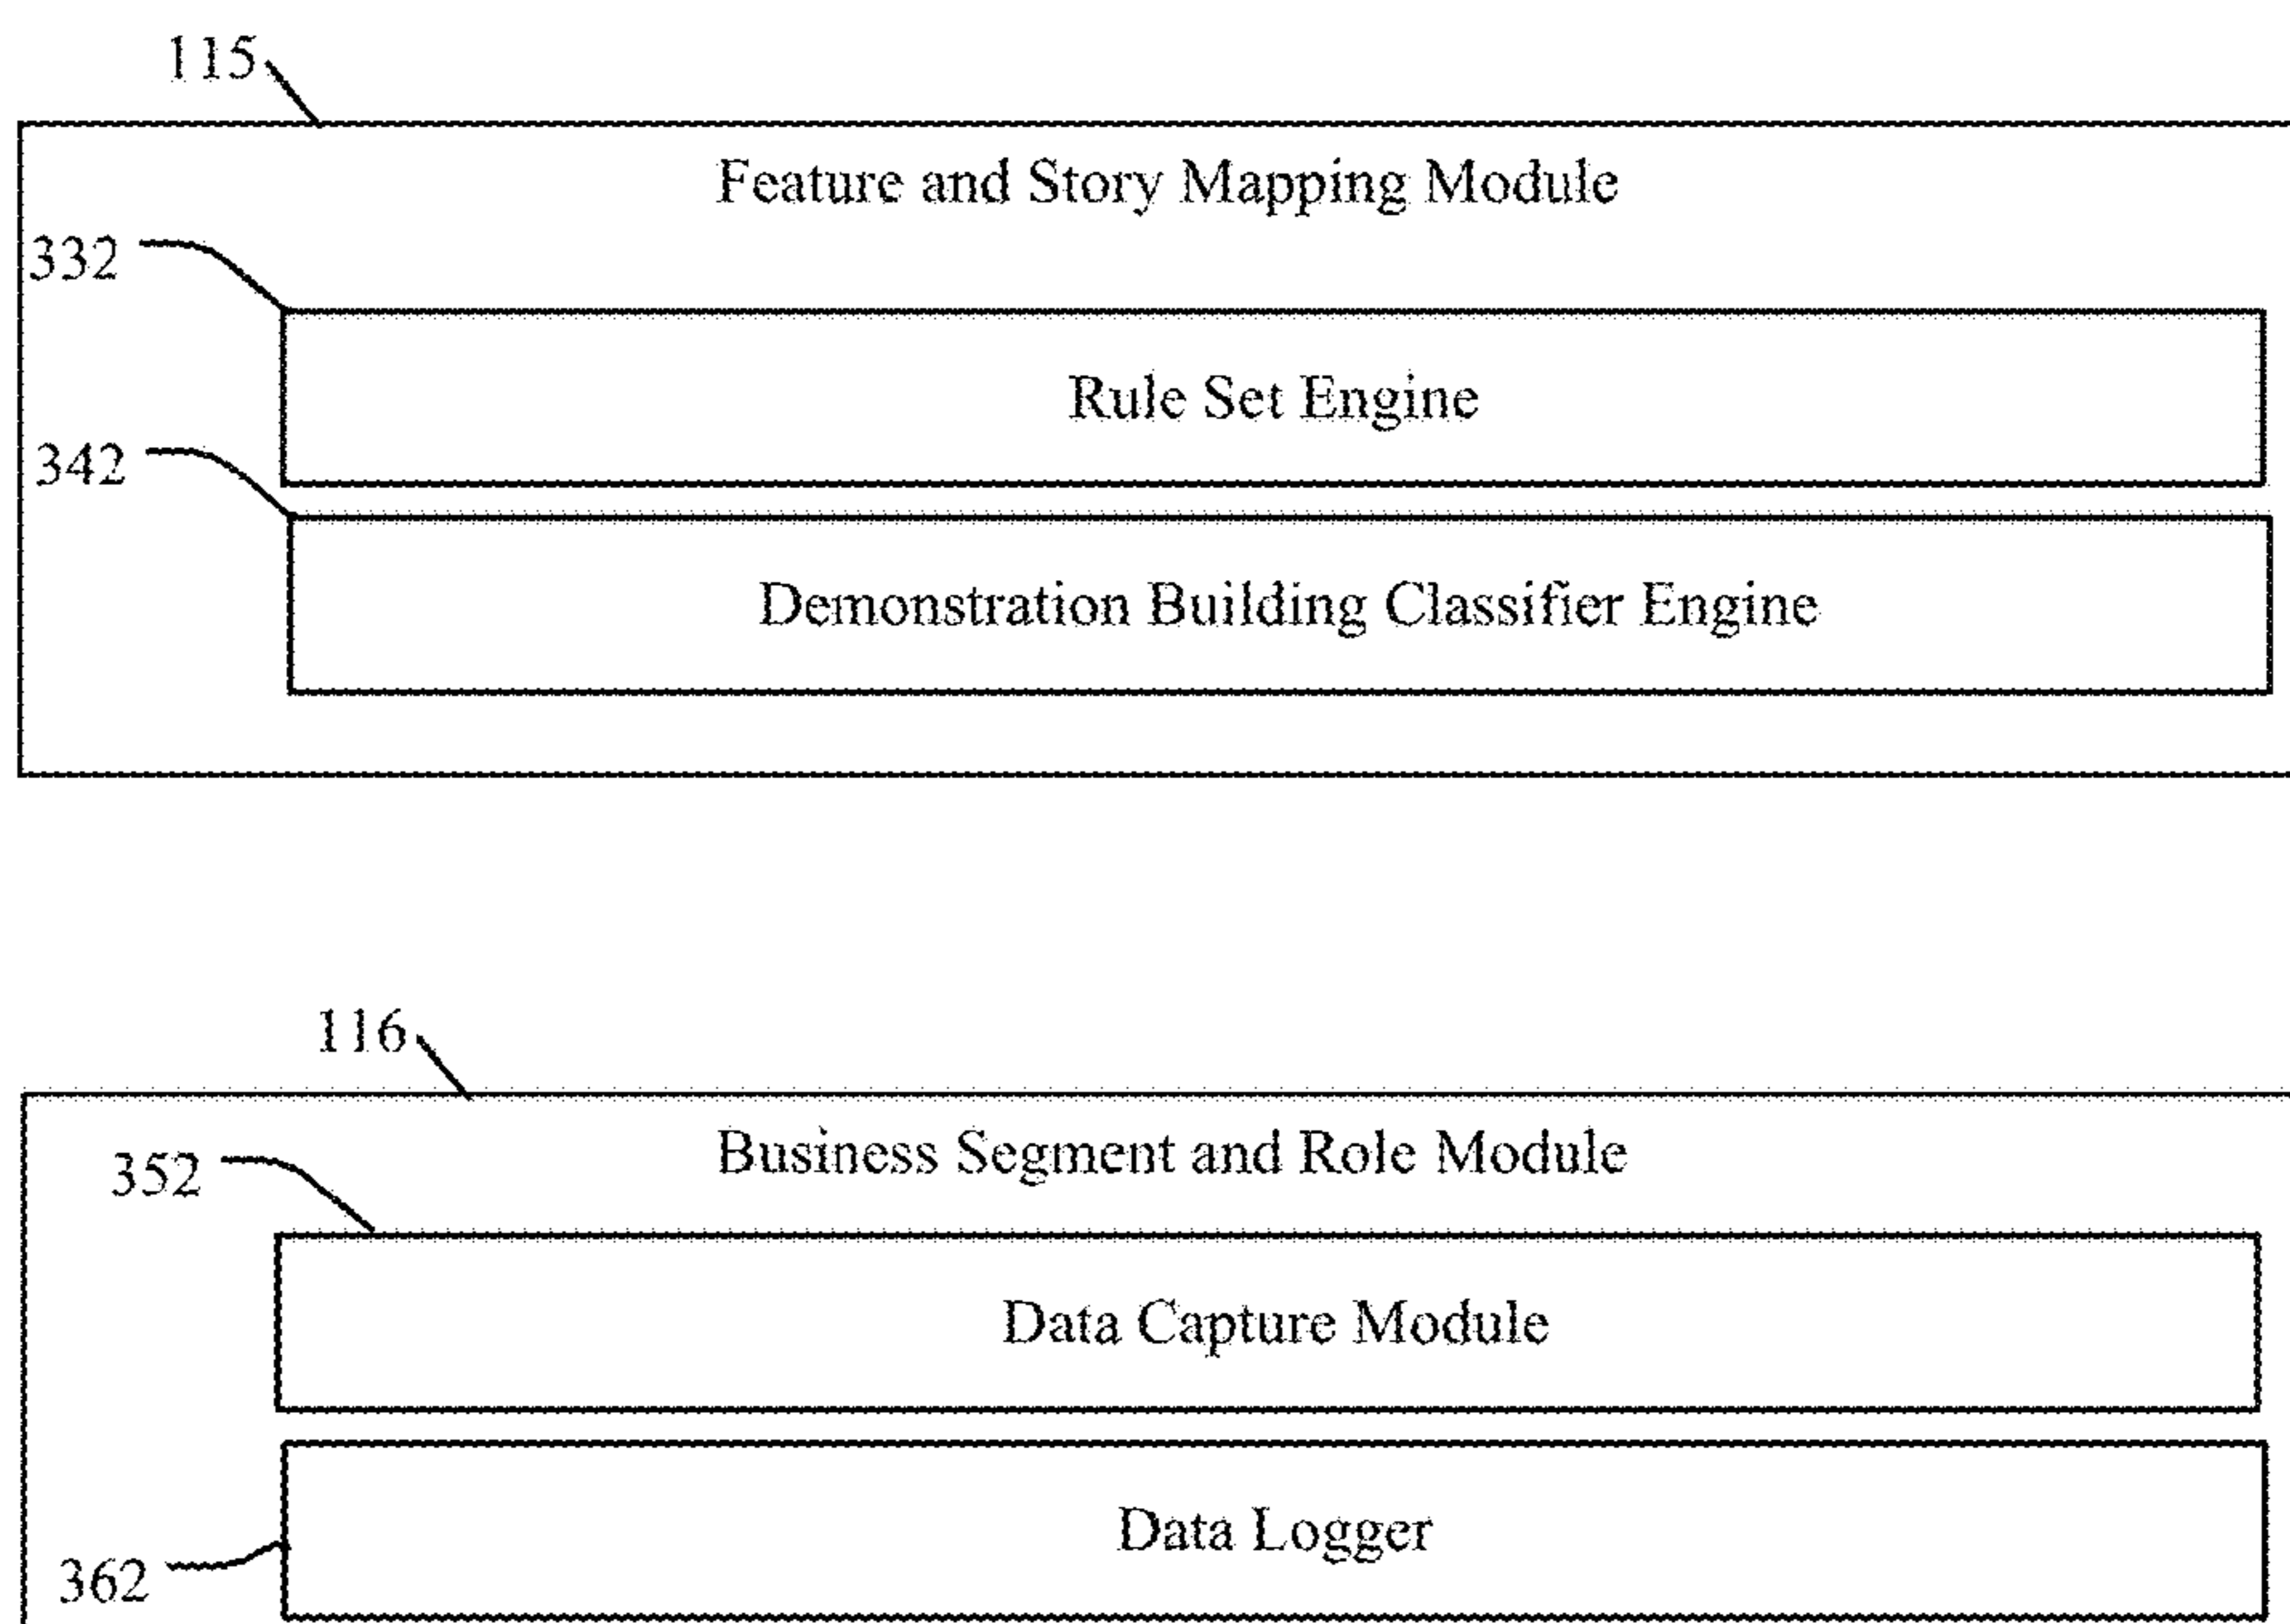 115
Feature and Story Mapping Module
332
Rule Set Engine
342
Demonstration Building Classifier Engine
116
Business Segment and Role Module
352
Data Capture Module
Data Logger
362